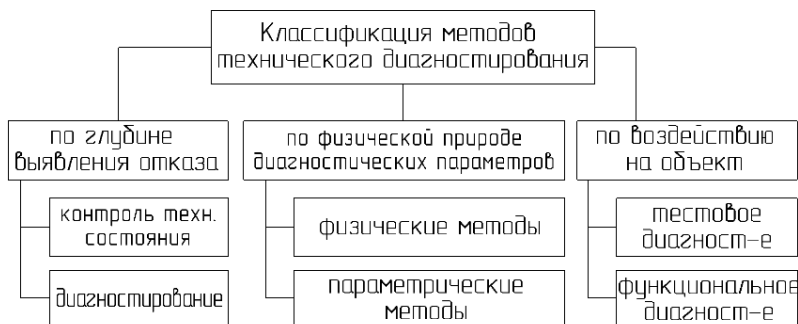 Классификация методов
технического диагностирования
по глубине
выявления отказа
по физической природе
диагностических параметров
по воздействию
на объект
контроль техн.
состояния
физические методы
тестовое
диагност-е
диагностирование
параметрические
методы
функциональное
диагност-е